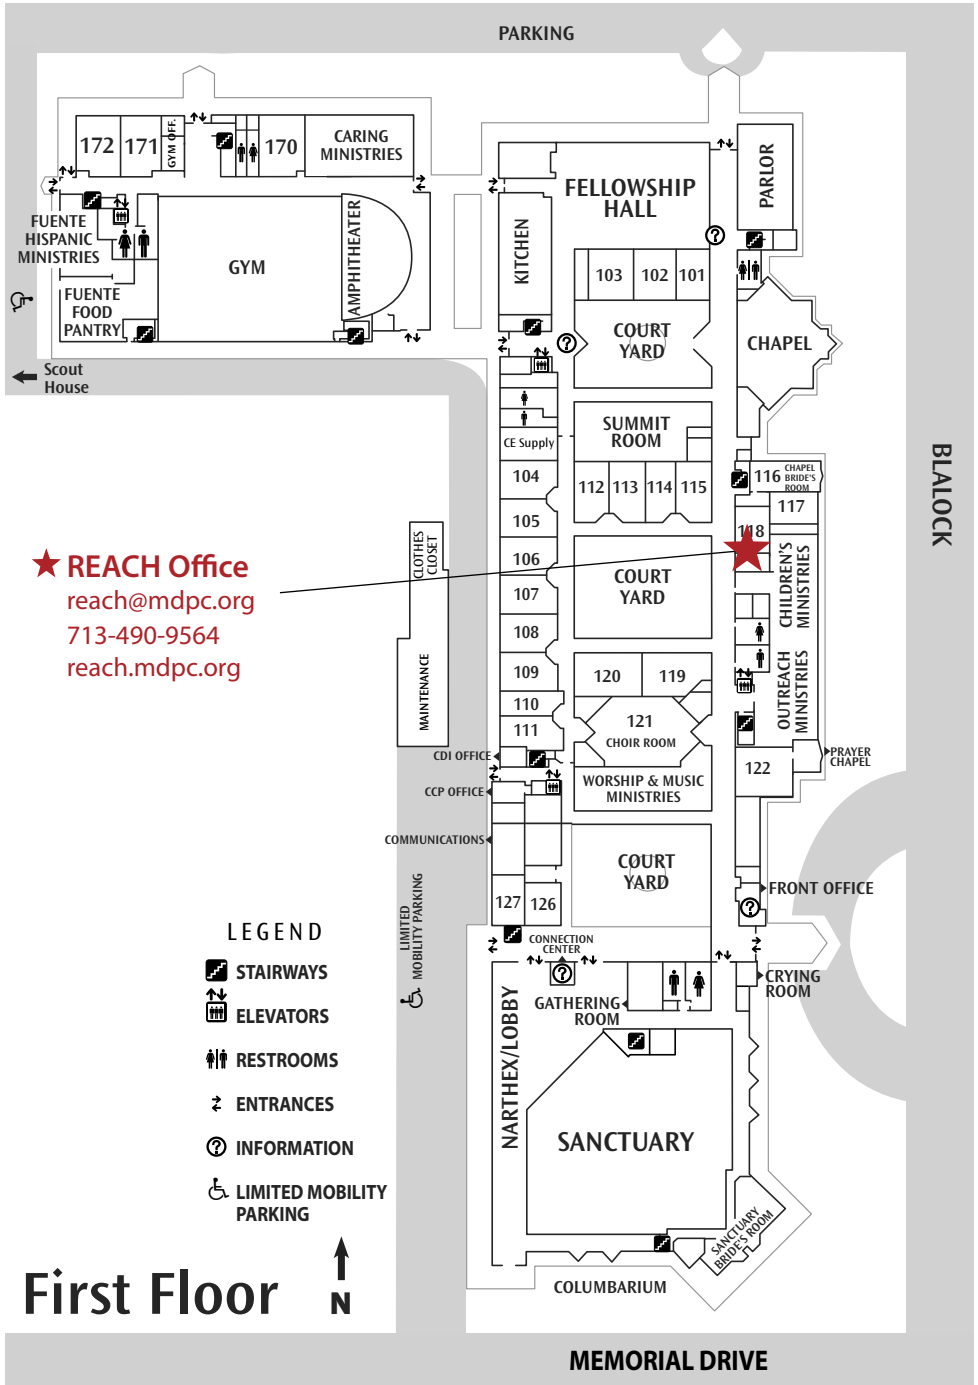 PARKING
172
171
GYM OFF.
170
CARING
MINISTRIES
PARLOR
FELLOWSHIP
HALL
FUENTE
HISPANIC
MINISTRIES
GYM
AMPHITHEATER
KITCHEN
103
102
101
FUENTE
FOOD
PANTRY
COURT
YARD
CHAPEL
Scout
House
CE Supply
SUMMIT
ROOM
104
112
113
114
115
116
CHAPEL
BRIDE'S
ROOM
117
BLALOCK
105
118
CLOTHES
CLOSET
106
COURT
YARD
CHILDREN'S
MINISTRIES
REACH Office
reach@mdpc.org
713-490-9564
reach.mdpc.org
107
108
109
120
119
OUTREACH
MINISTRIES
MAINTENANCE
110
111
121
CHOIR ROOM
CDI OFFICE
PRAYER
CHAPEL
122
CCP OFFICE
WORSHIP & MUSIC
MINISTRIES
COMMUNICATIONS
COURT
YARD
127
126
FRONT OFFICE
LIMITED
MOBILITY PARKING
CONNECTION
CENTER
CRYING
ROOM
GATHERING
ROOM
NARTHEX/LOBBY
SANCTUARY
SANCTUARY
BRIDE'S ROOM
COLUMBARIUM
LEGEND
STAIRWAYS
ELEVATORS
RESTROOMS
ENTRANCES
INFORMATION
LIMITED MOBILITY
PARKING
First Floor
N
MEMORIAL DRIVE